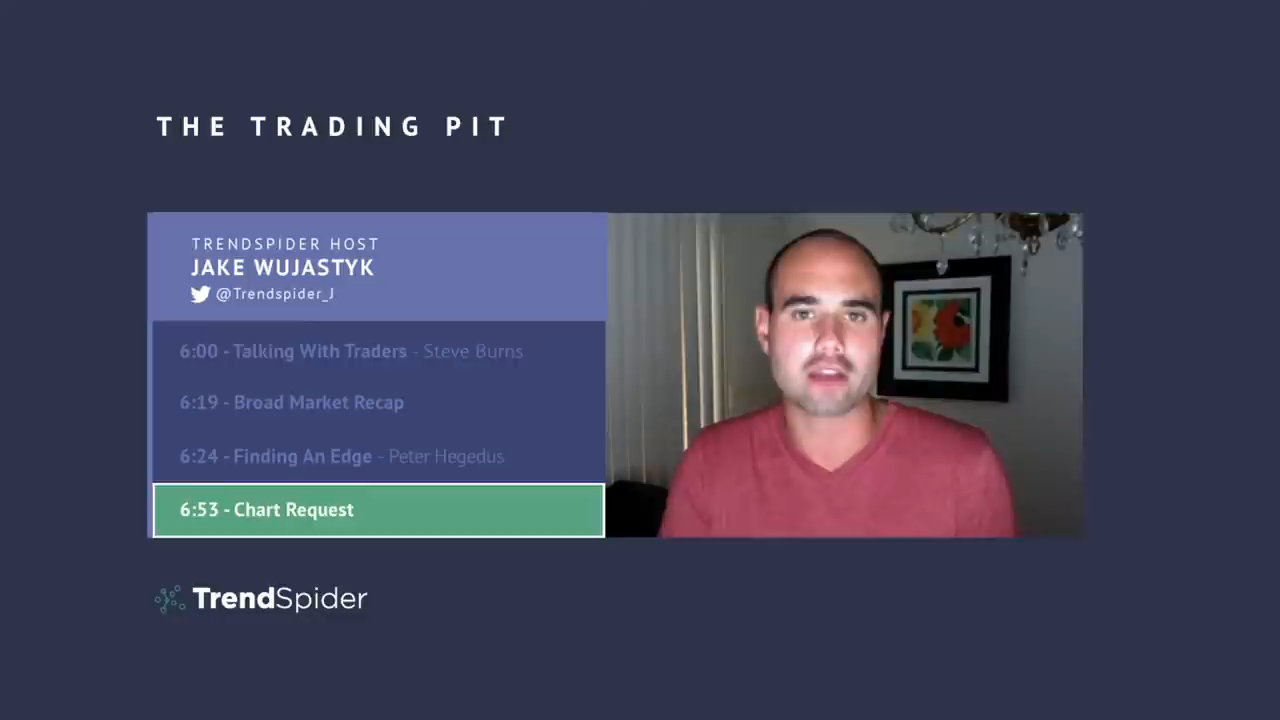 THE TRADING PIT
TRENDSPIDER HOST
JAKE WUJASTYK
@Trendspider_J
6:00 - Talking With Traders - Steve Burns
6:19 - Broad Market Recap
6:24 - Finding An Edge - Peter Hegedus
6:53 - Chart Request
TrendSpider